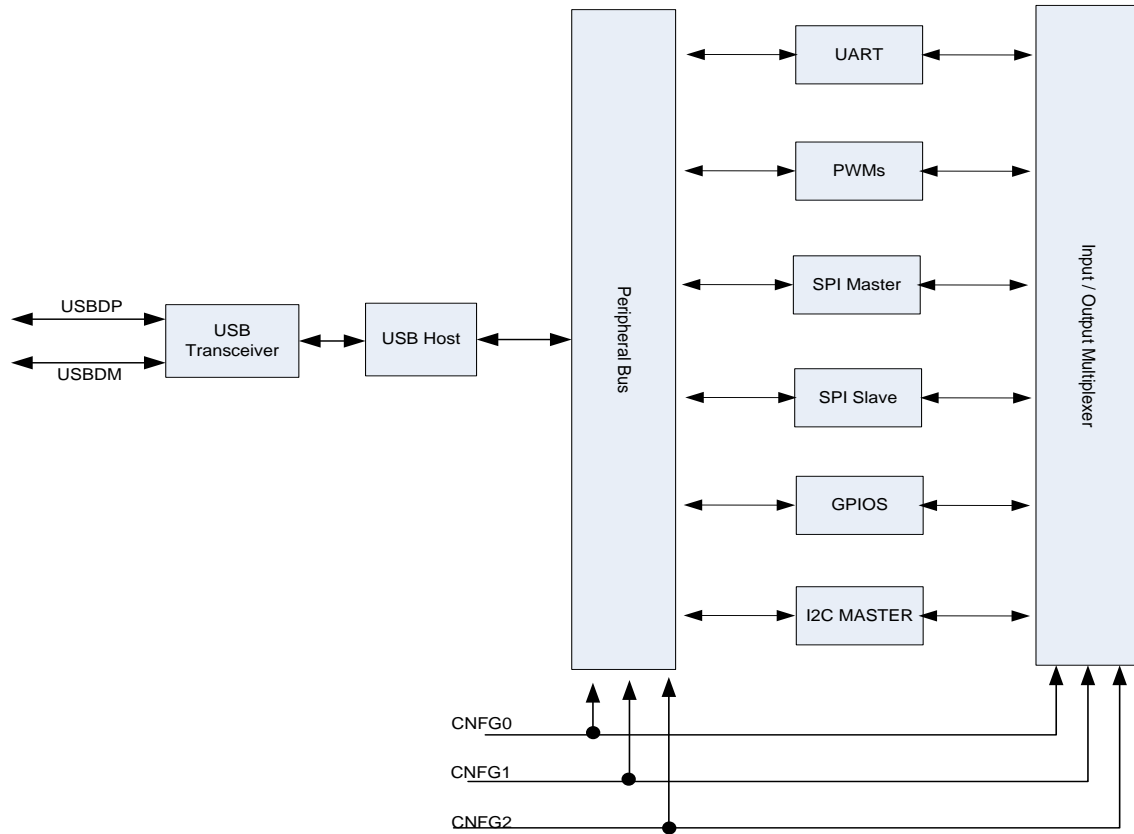 USBDP
USBDM
USB
Transceiver
USB Host
Peripheral Bus
UART
PWMs
SPI Master
SPI Slave
GPIOS
I2C MASTER
Input / Output Multiplexer
CNFG0
CNFG1
CNFG2